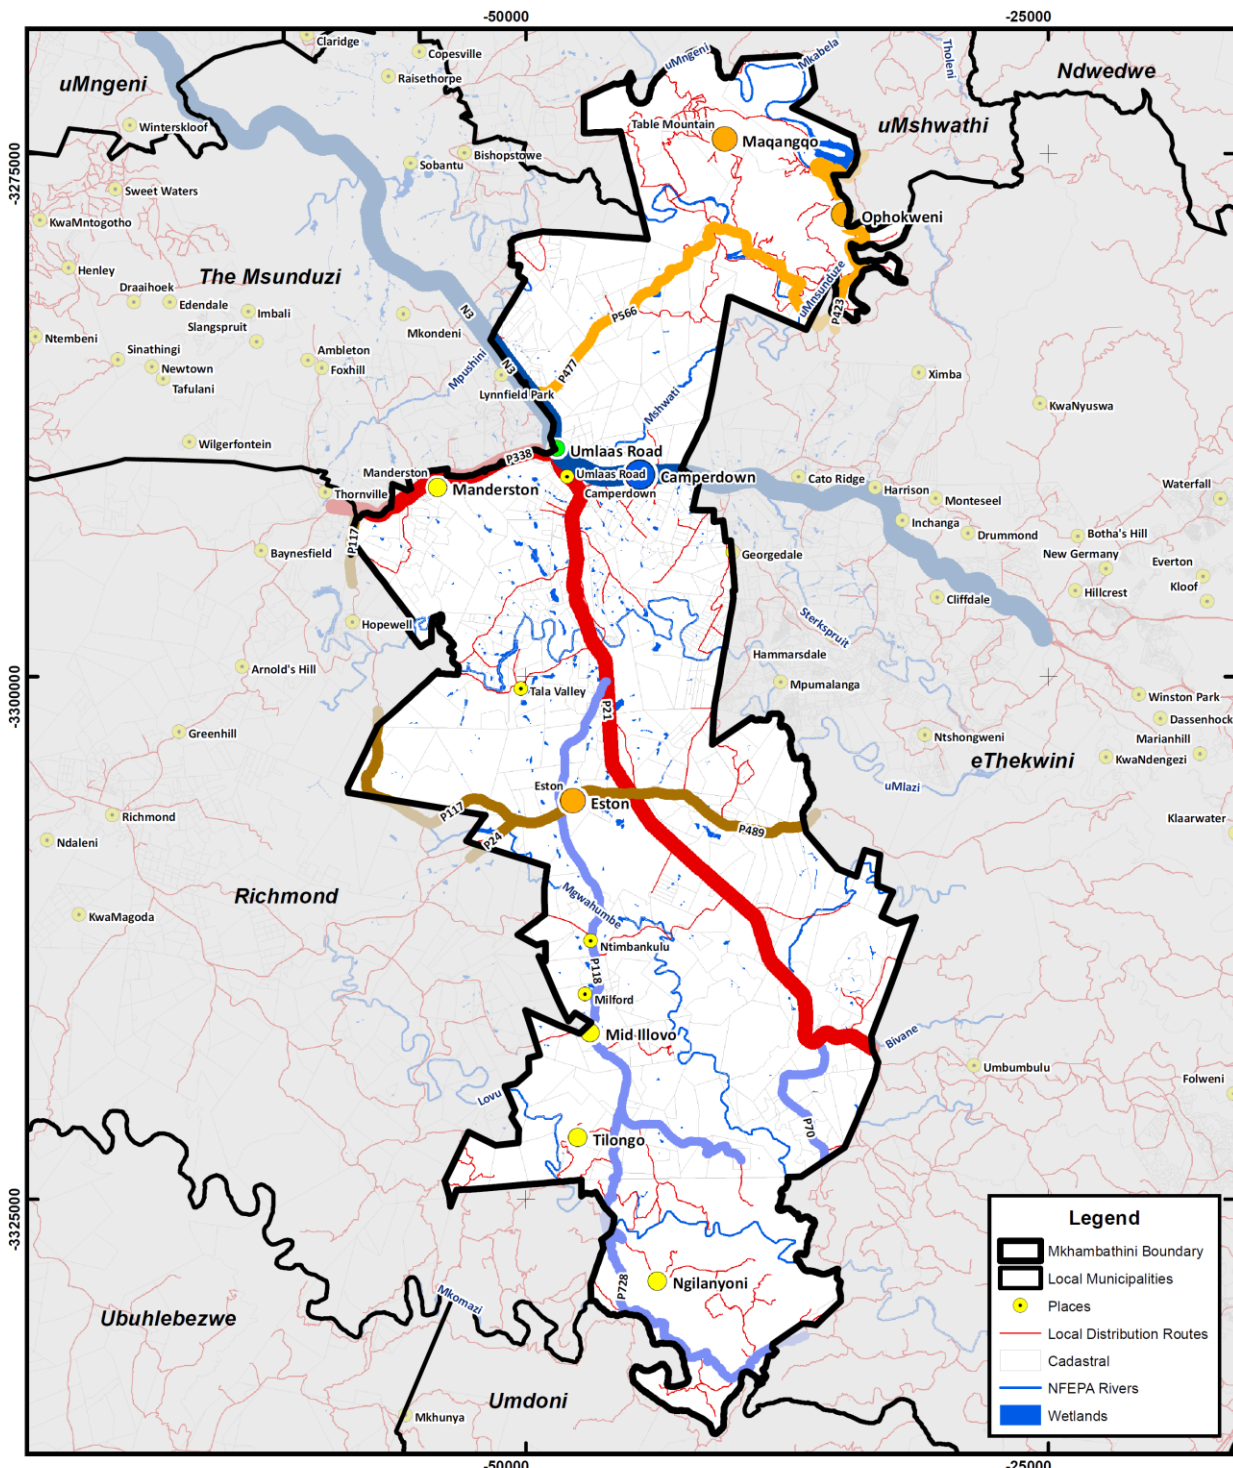 -50000
-25000
Claridge
Copesville
uMngeni
Mkabela
Tholeni
Ndwedwe
uMngeni
Raisethorpe
Table Mountain
Maqangqo
uMshwathi
Winterskloof
Bishopstowe
Sobantu
-3275000
Sweet Waters
KwaMntogotho
Ophokweni
Henley
The Msunduzi
Draaihoek
Edendale
Imbali
Slangspruit
N3
Mkondeni
P566
uMnsunduze
P423
Ntembeni
Sinathingi
Newtown
Tafulani
Ambleton
Foxhill
Mpushini
N3
P477
Lynnfield Park
Ximba
KwaNyuswa
Mshwati
Wilgerfontein
P338
Umlaas Road
Umlaas Road
Camperdown
Camperdown
Manderston
Manderston
Thornville
Cato Ridge
Harrison
Monteseel
Waterfall
Inchanga
Drummond
Botha's Hill
New Germany
Everton
Kloof
Hillcrest
Cliffdale
P117
Baynesfield
Georgedale
Hopewell
Sterkspruit
Hammarsdale
Mpumalanga
Arnold's Hill
-3300000
Tala Valley
P21
Winston Park
Dassenhock
Greenhill
Ntshongweni
Marianhill
KwaNdengezi
eThekwini
uMlazi
Eston
Eston
P117
P24
P489
Richmond
Klaarwater
Ndaleni
Richmond
KwaMagoda
Mgwahumbe
Ntimbankulu
P118
Milford
Mid Illovo
Bivane
Umbumbulu
Folweni
Lovu
P70
Tilongo
-3325000
Ngilanyoni
P728
Mkomazi
Ubuhlebezwe
Umdoni
Mkhunya
Legend
Mkhambathini Boundary
Local Municipalities
Places
Local Distribution Routes
Cadastral
NFEPA Rivers
Wetlands
-50000
-25000